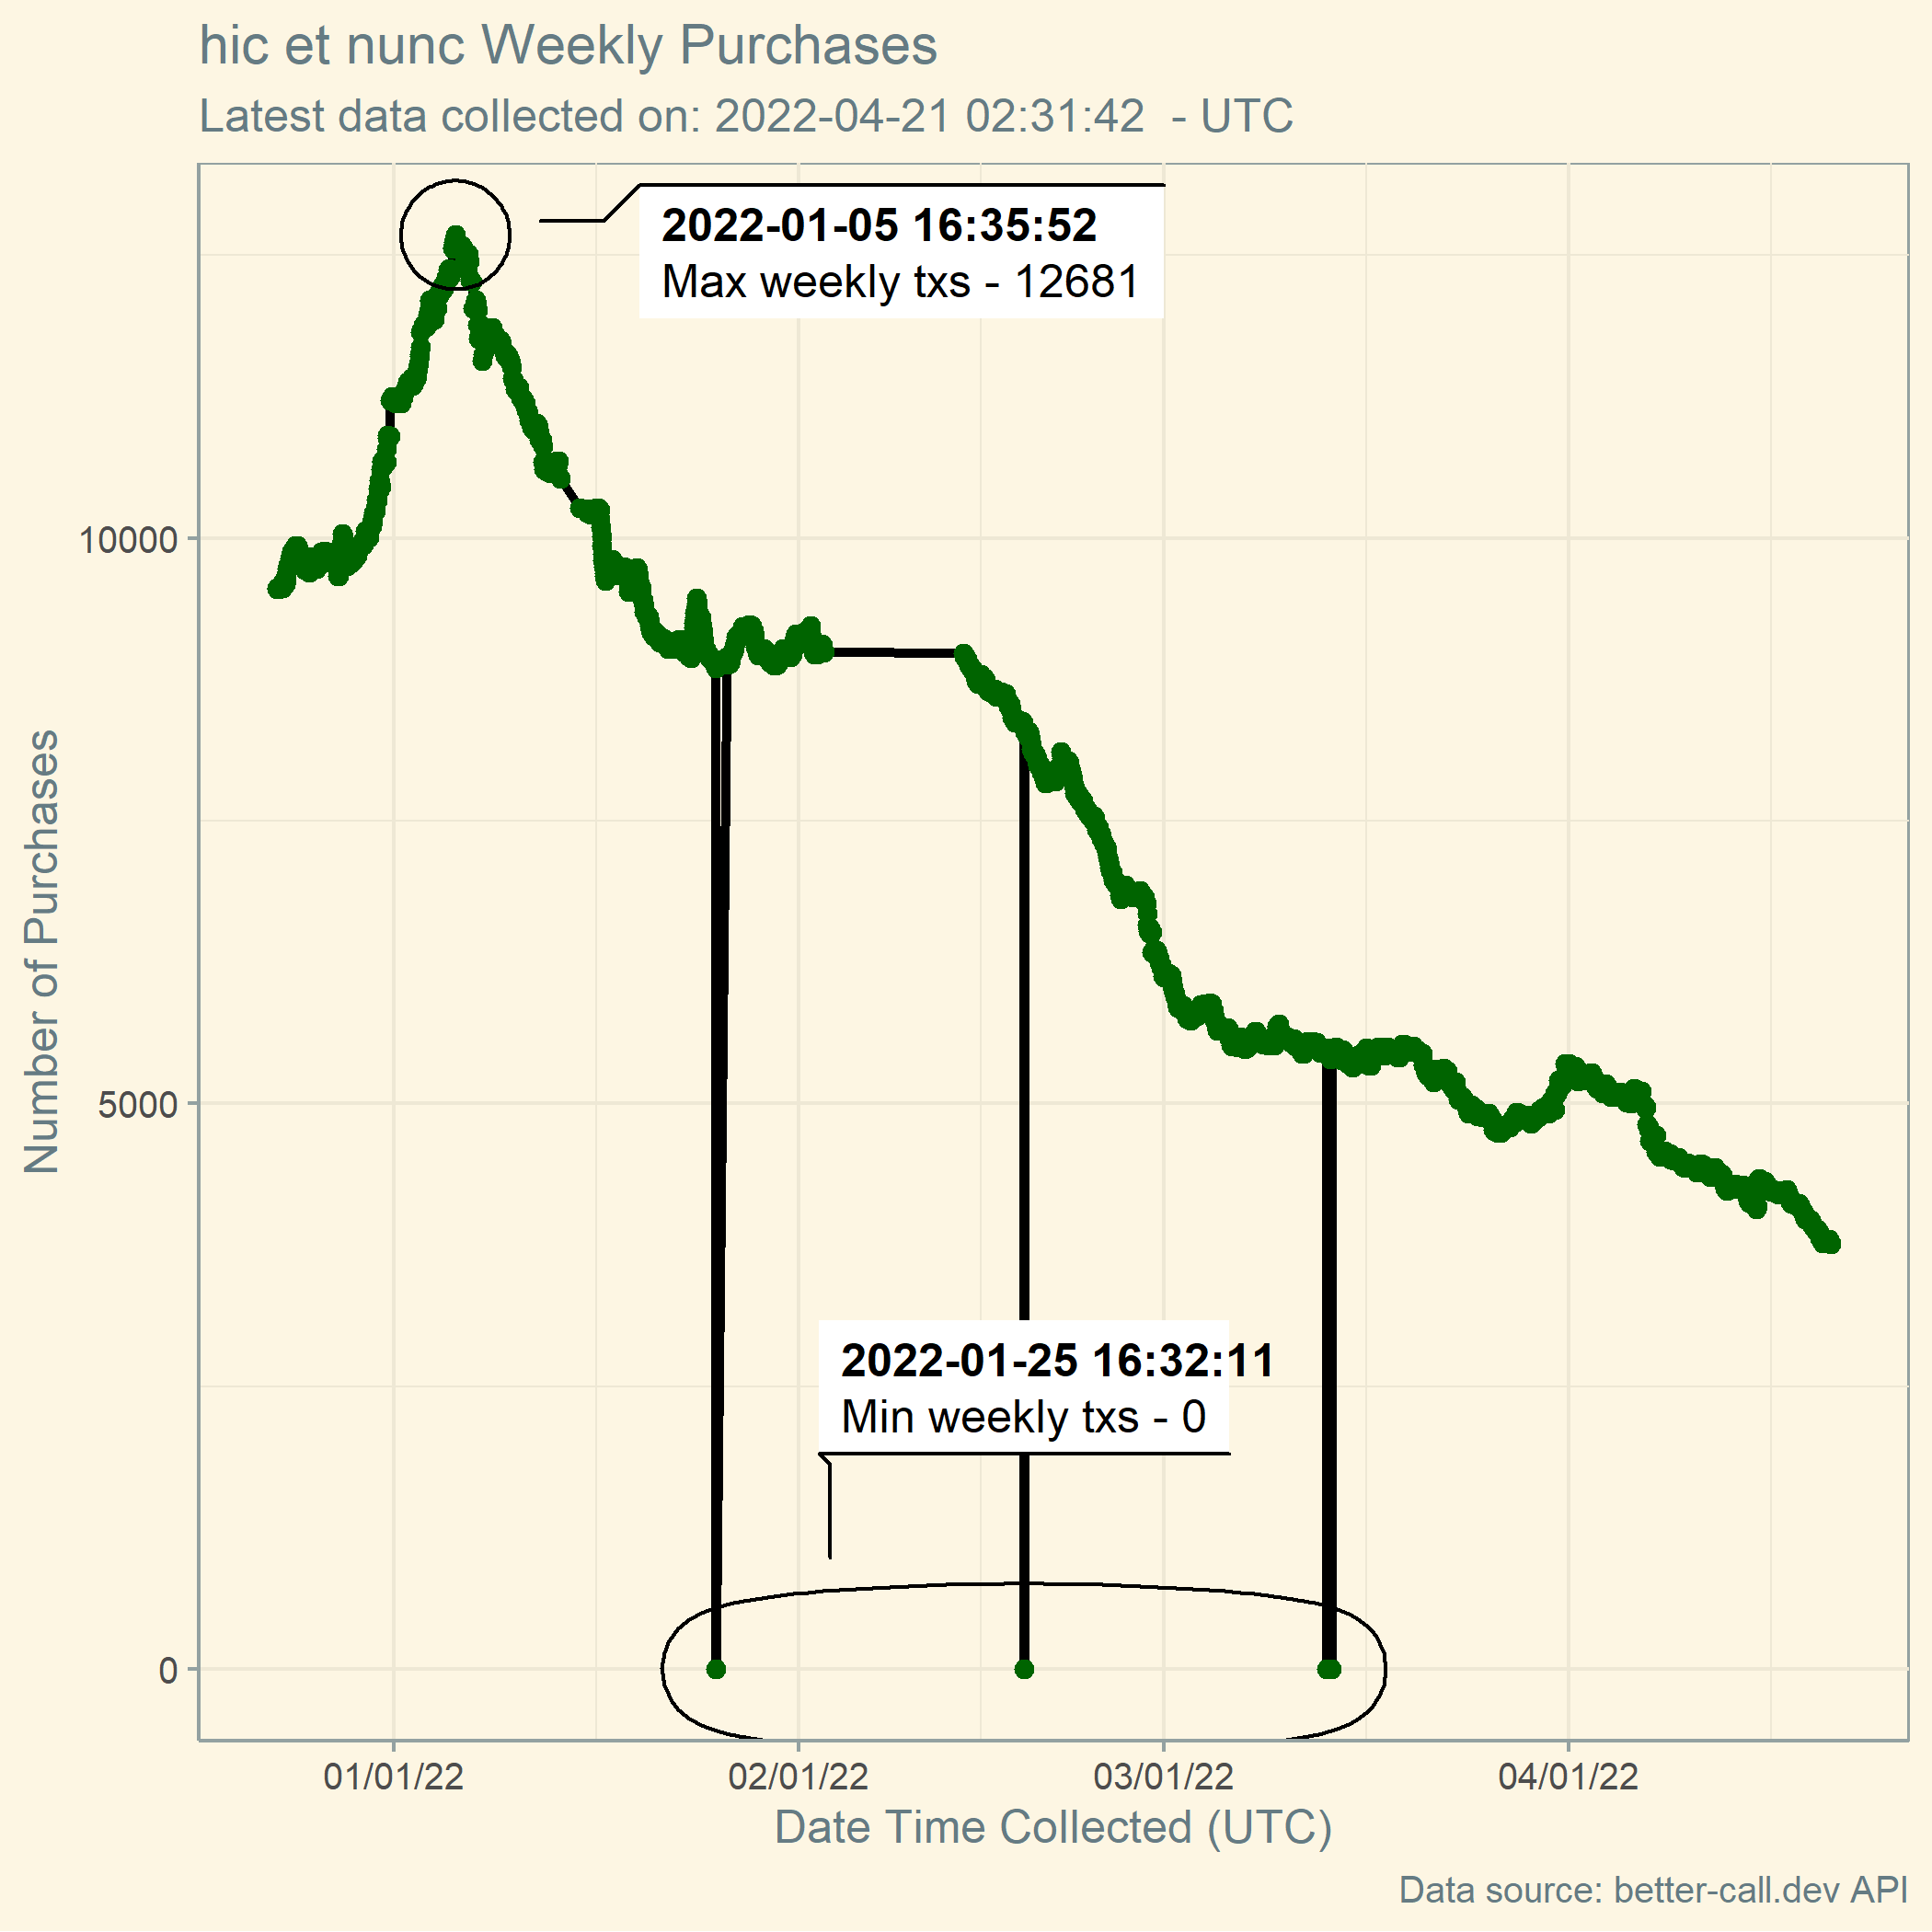 hic et nunc Weekly Purchases
Latest data collected on: 2022-04-21 02:31:42  - UTC
2022-01-05 16:35:52
Max weekly txs - 12681
10000
Number of Purchases
5000
2022-01-25 16:32:11
Min weekly txs - 0
0
01/01/22 02/01/22 03/01/22 04/01/22
Date Time Collected (UTC)
Data source: better-call.dev API